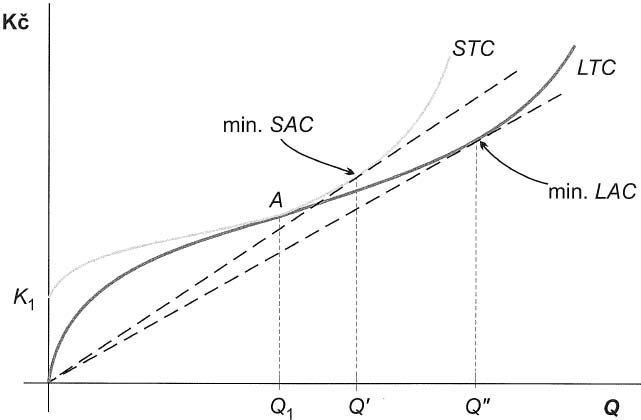 Kč
STC
LTC
min. SAC
A
min. LAC
K₁
Q₁
Q′
Q″
Q